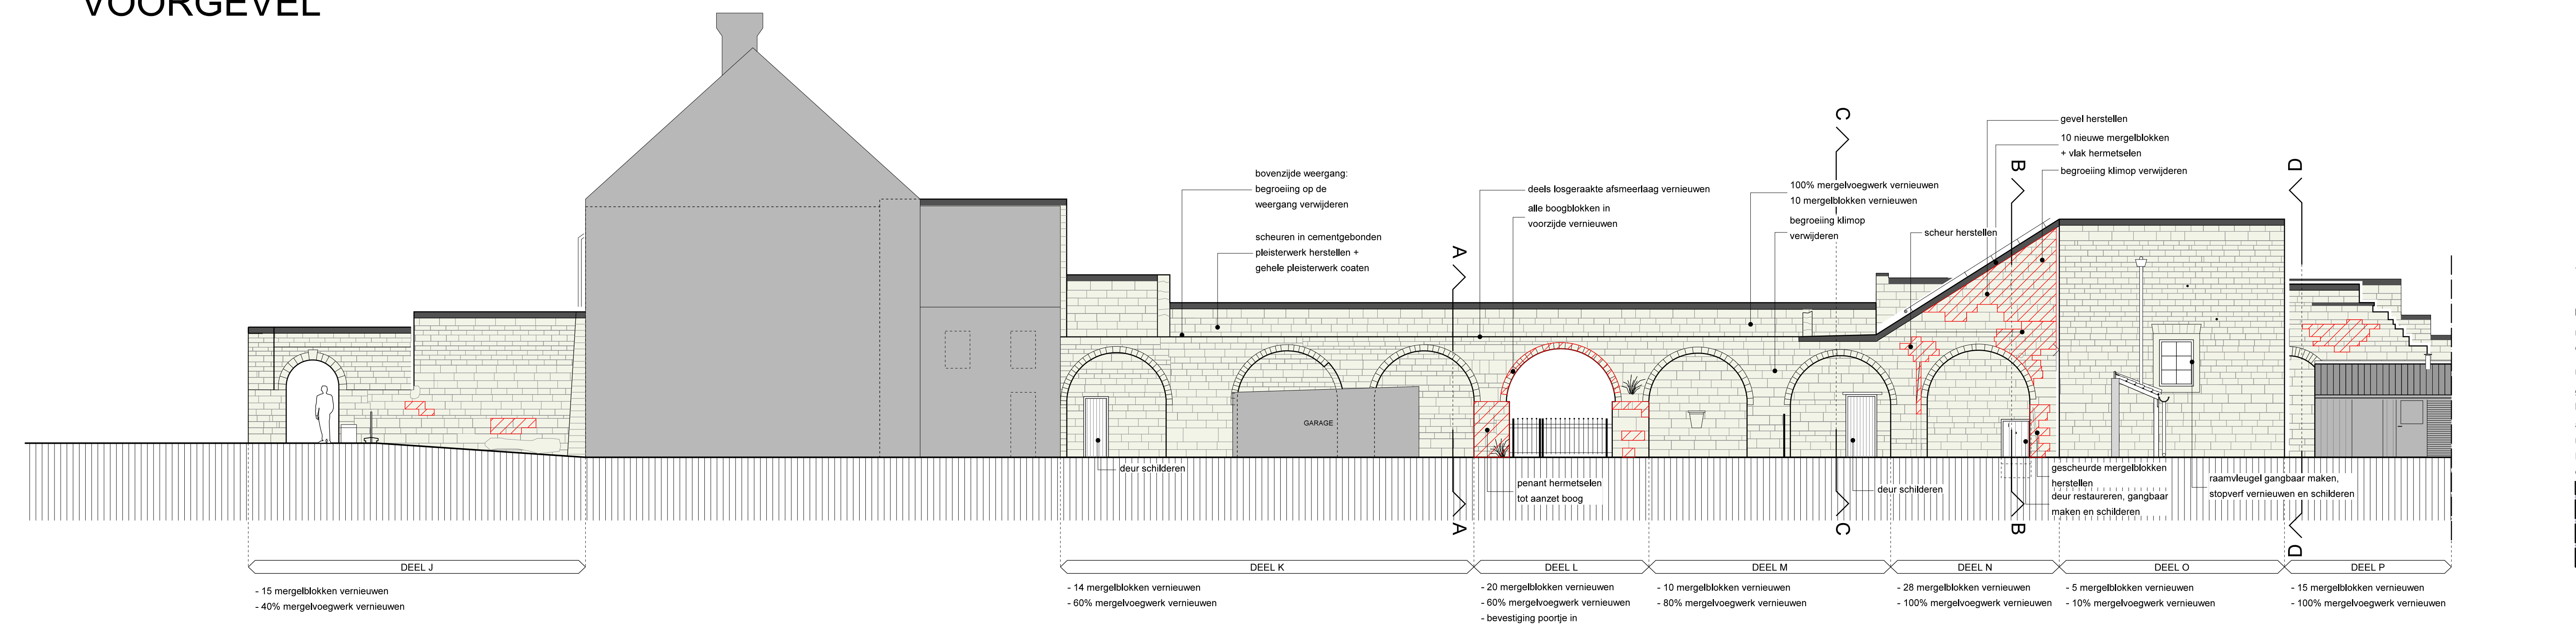 VOORGEVEL
bovenzijde weergang:
begroeiing op de
weergang verwijderen
scheuren in cementgebonden
pleisterwerk herstellen +
gehele pleisterwerk coaten
deels losgeraakte afsmeerlaag vernieuwen
alle boogblokken in
voorzijde vernieuwen
100% mergelvoegwerk vernieuwen
10 mergelblokken vernieuwen
begroeiing klimop
verwijderen
scheur herstellen
gevel herstellen
10 nieuwe mergelblokken
+ vlak hermetselen
begroeiing klimop verwijderen
A
C
B
D
GARAGE
deur schilderen
penant hermetselen
tot aanzet boog
deur schilderen
gescheurde mergelblokken
herstellen
deur restaureren, gangbaar
maken en schilderen
raamvleugel gangbaar maken,
stopverf vernieuwen en schilderen
A
C
B
D
DEEL J
- 15 mergelblokken vernieuwen
- 40% mergelvoegwerk vernieuwen
DEEL K
- 14 mergelblokken vernieuwen
- 60% mergelvoegwerk vernieuwen
DEEL L
- 20 mergelblokken vernieuwen
- 60% mergelvoegwerk vernieuwen
- bevestiging poortje in
DEEL M
- 10 mergelblokken vernieuwen
- 80% mergelvoegwerk vernieuwen
DEEL N
- 28 mergelblokken vernieuwen
- 100% mergelvoegwerk vernieuwen
DEEL O
- 5 mergelblokken vernieuwen
- 10% mergelvoegwerk vernieuwen
DEEL P
- 15 mergelblokken vernieuwen
- 100% mergelvoegwerk vernieuwen